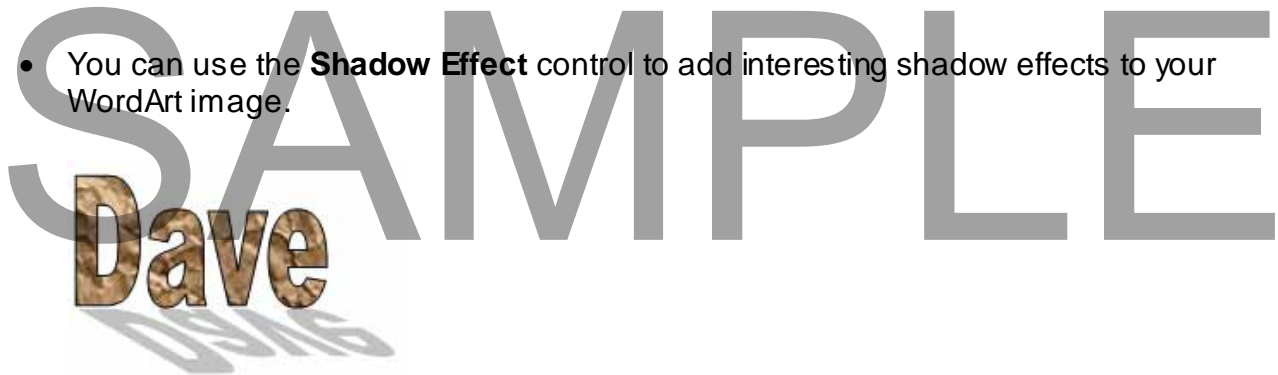 SAMPLE
• You can use the Shadow Effect control to add interesting shadow effects to your
WordArt image.
Dave